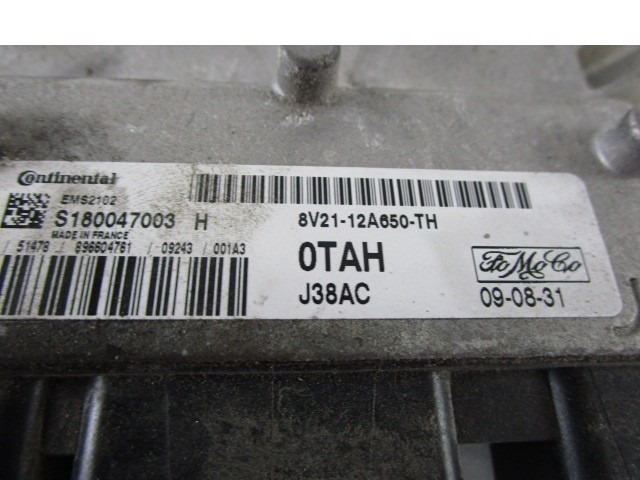 Continental
EMS2102
S180047003 H
MADE IN FRANCE
8V21-12A650-TH
/ 51478 / 896604761 / 09243 / 001A3
0TAH
FoMoCo
J38AC
09-08-31